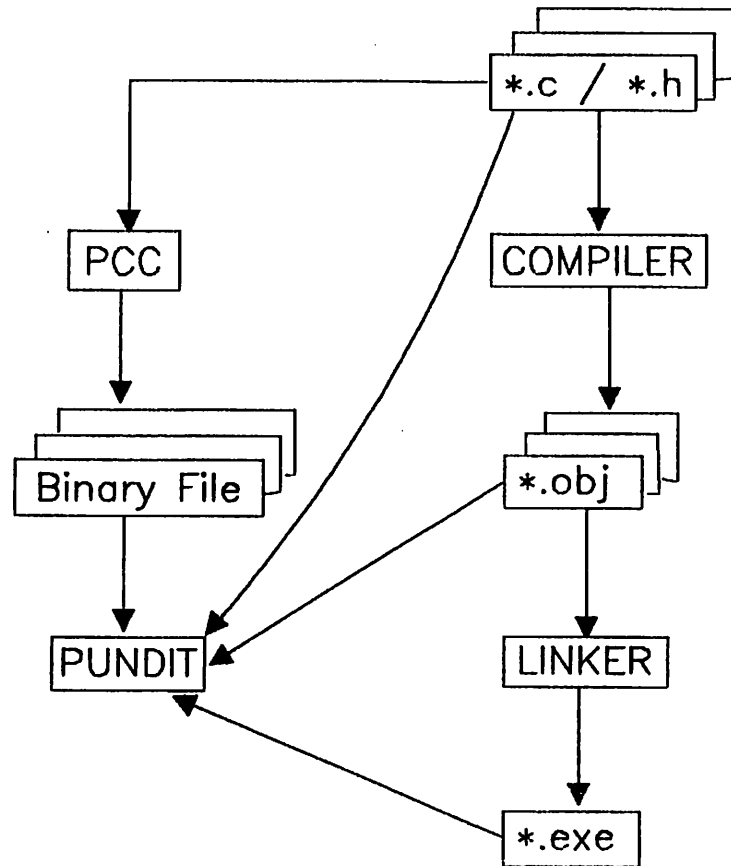 *.c / *.h
PCC
COMPILER
Binary File
*.obj
PUNDIT
LINKER
*.exe